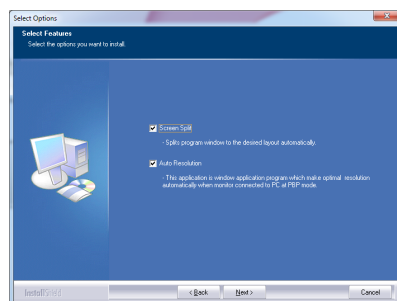 Select Options
Select Features
Select the options you want to install.
Screen Split
- Splits program window to the desired layout automatically.
Auto Resolution
- This application is window application program which make optimal resolution
automatically when monitor connected to PC at PBP mode.
InstallShield
< Back
Next >
Cancel